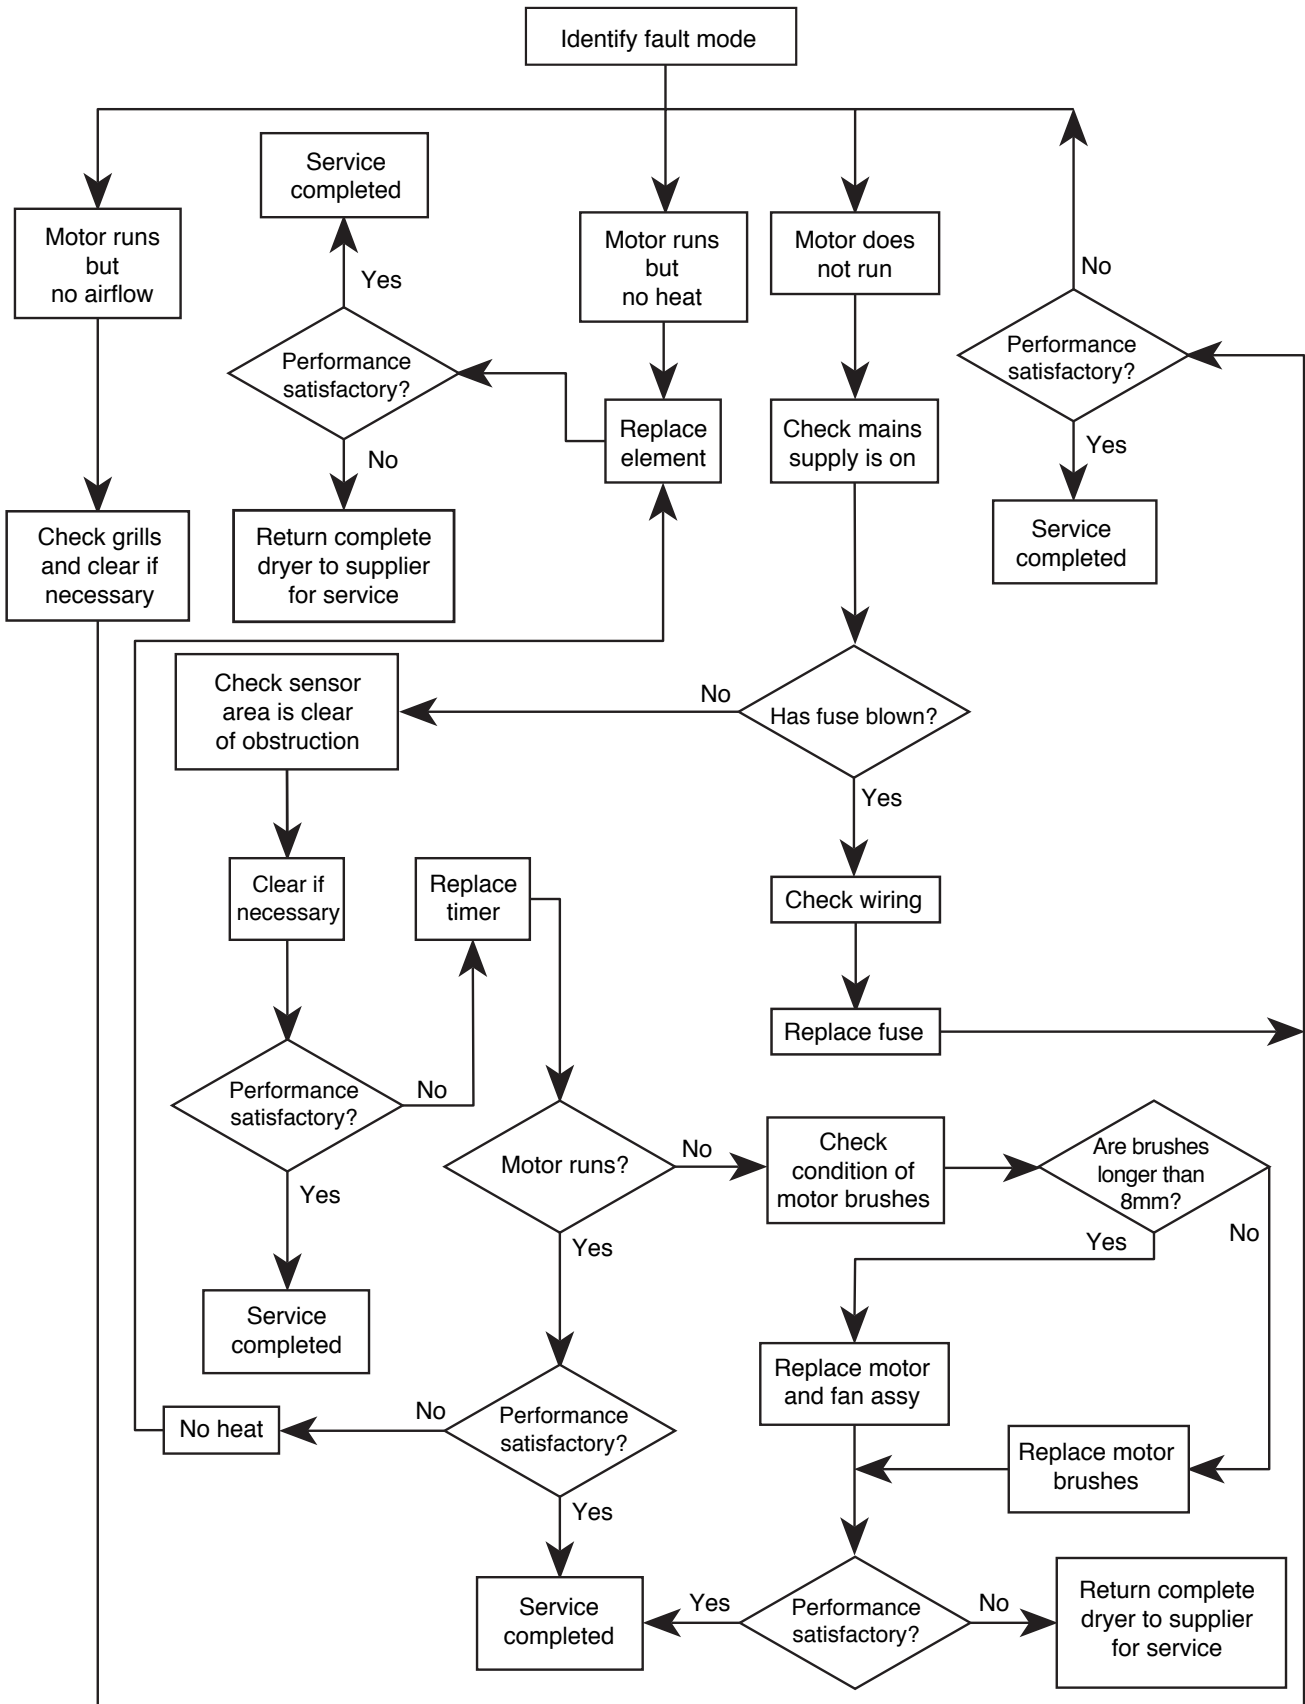 Identify fault mode
Service
completed
Motor runs
but
no airflow
Yes
Motor runs
but
no heat
Motor does
not run
No
Performance
satisfactory?
Performance
satisfactory?
No
Replace
element
Check mains
supply is on
Yes
Check grills
and clear if
necessary
Return complete
dryer to supplier
for service
Service
completed
Check sensor
area is clear
of obstruction
No
Has fuse blown?
Yes
Clear if
necessary
Replace
timer
Check wiring
Replace fuse
Performance
satisfactory?
No
Yes
Motor runs?
No
Check
condition of
motor brushes
Are brushes
longer than
8mm?
Yes
Yes
No
Service
completed
Replace motor
and fan assy
No heat
No
Performance
satisfactory?
Replace motor
brushes
Yes
Service
completed
Yes
Performance
satisfactory?
No
Return complete
dryer to supplier
for service